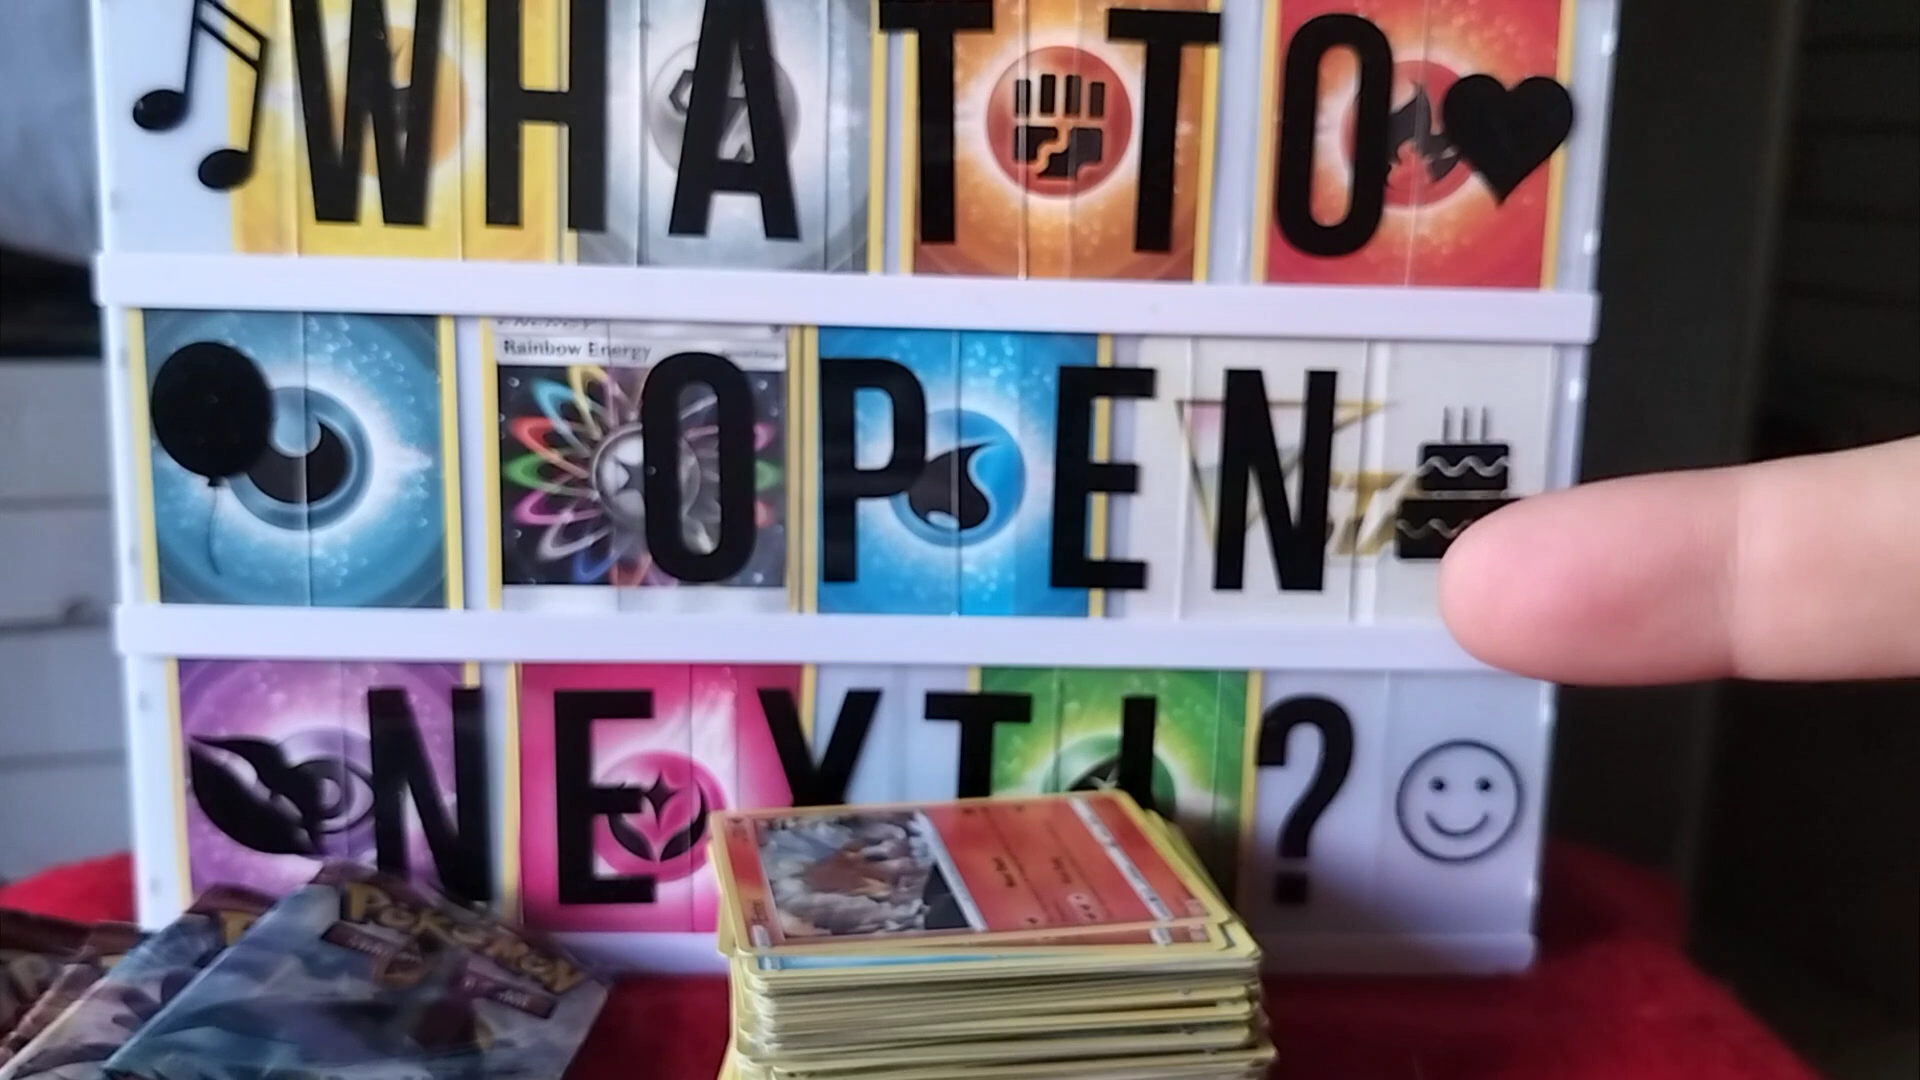 WHAT TO
Rainbow Energy
OPEN
NEXT!?
POKÉMON